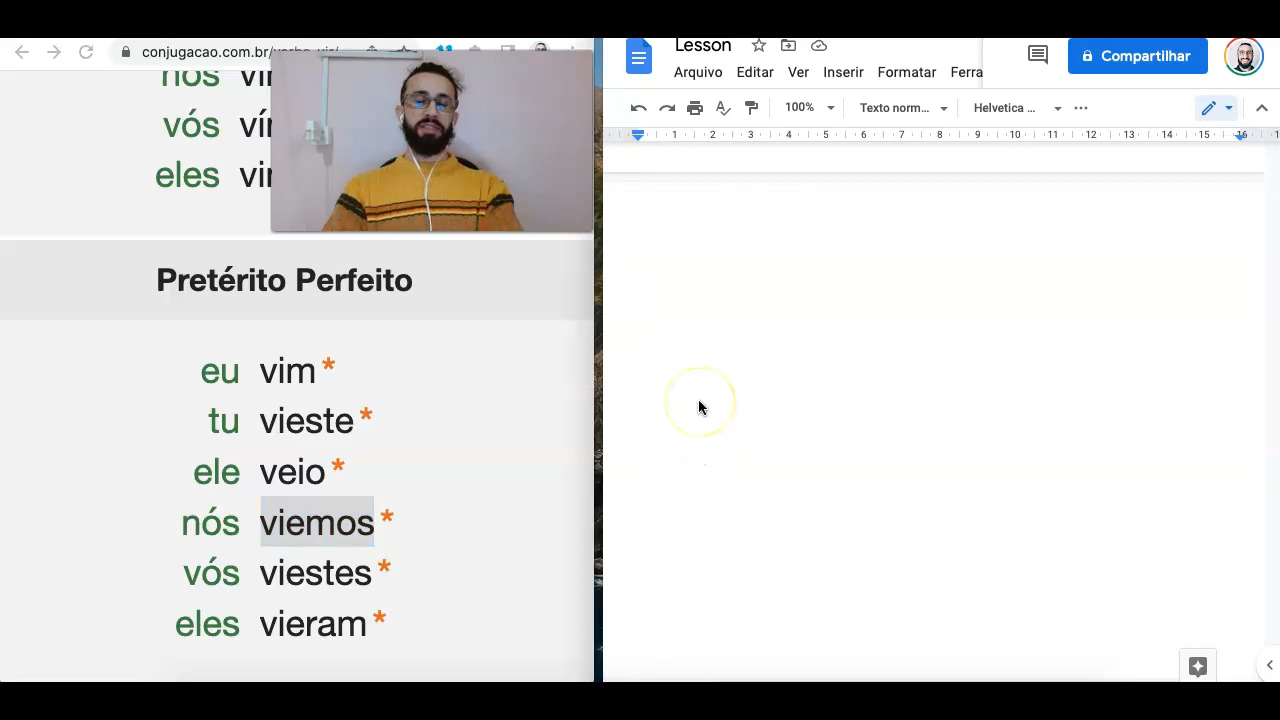 conjugacao.com.br/verbo-vir/
nós
vós
eles
Pretérito Perfeito
eu vim *
tu vieste *
ele veio *
nós viemos *
vós viestes *
eles vieram *
Lesson
Arquivo Editar Ver Inserir Formatar Ferra
Compartilhar
100% Texto norm... Helvetica ...
1 2 3 4 5 6 7 8 9 10 11 12 13 14 15 16